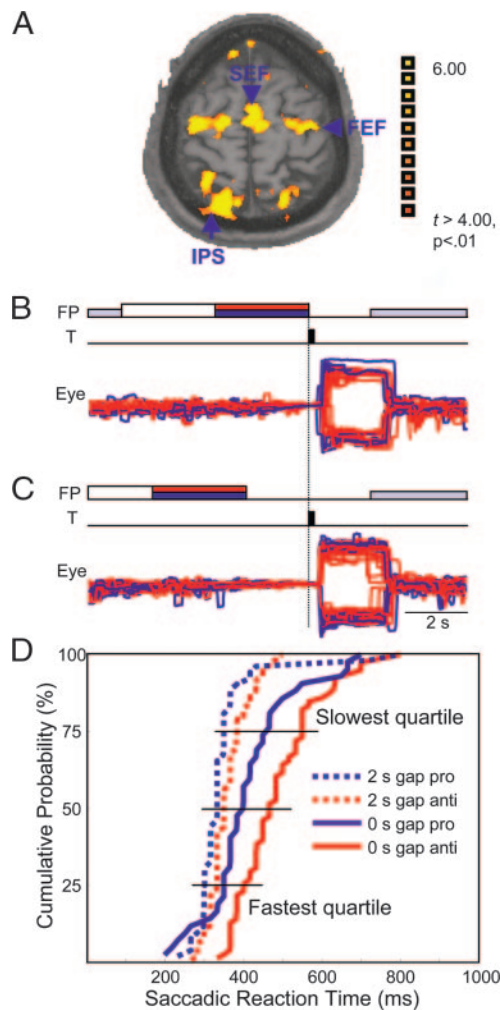 A
SEF
FEF
IPS
6.00
t > 4.00,
p<.01
B
FP
T
Eye
C
FP
T
Eye
2 s
D
Cumulative Probability (%)
100
75
50
25
Slowest quartile
2 s gap pro
2 s gap anti
0 s gap pro
0 s gap anti
Fastest quartile
200 400 600 800 1000
Saccadic Reaction Time (ms)